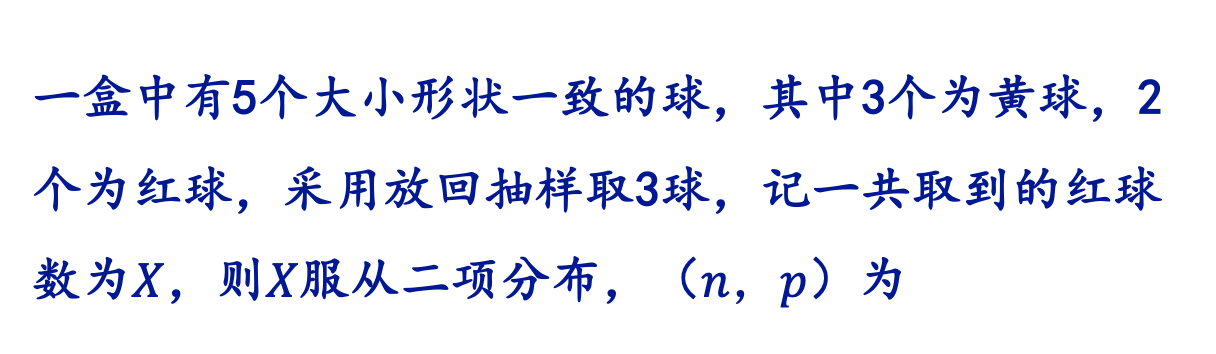 一盒中有5个大小形状一致的球，其中3个为黄球，2
个为红球，采用放回抽样取3球，记一共取到的红球
数为X，则X服从二项分布，（n，p）为